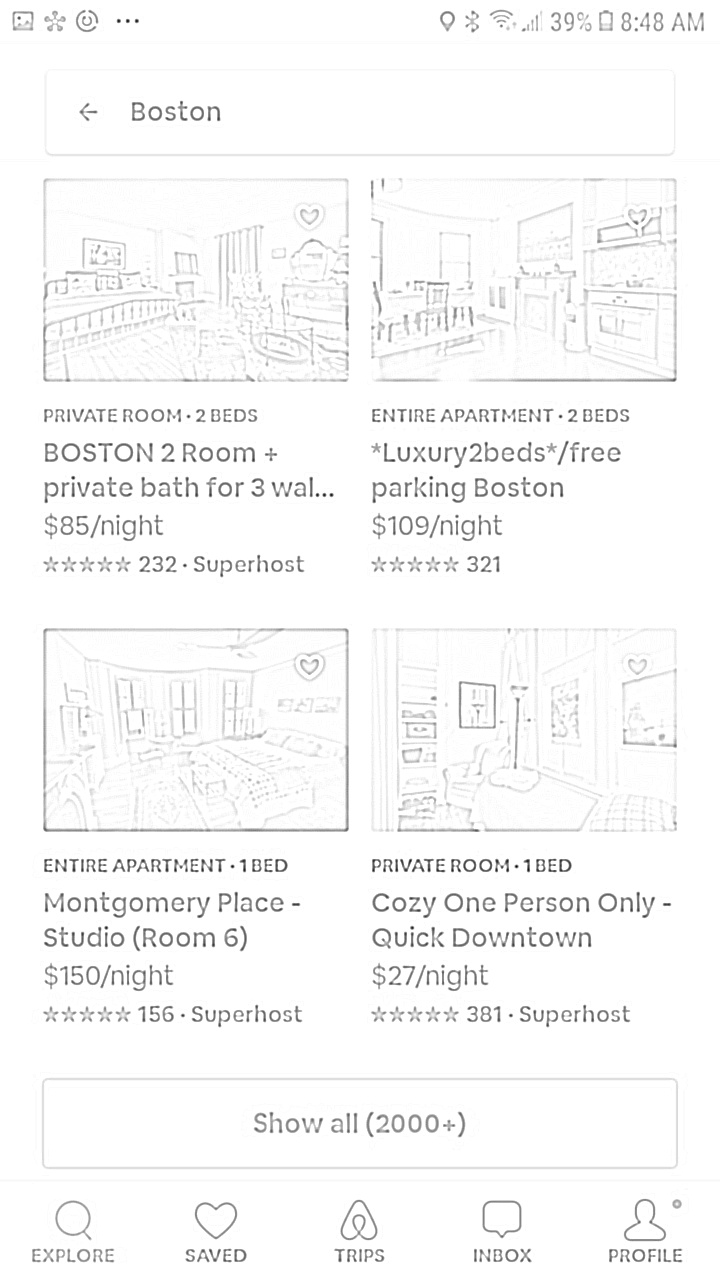 39% 8:48 AM
Boston
PRIVATE ROOM · 2 BEDS
BOSTON 2 Room +
private bath for 3 wal...
$85/night
232 · Superhost
ENTIRE APARTMENT · 2 BEDS
*Luxury2beds*/free
parking Boston
$109/night
321
ENTIRE APARTMENT · 1 BED
Montgomery Place -
Studio (Room 6)
$150/night
156 · Superhost
PRIVATE ROOM · 1 BED
Cozy One Person Only -
Quick Downtown
$27/night
381 · Superhost
Show all (2000+)
EXPLORE
SAVED
TRIPS
INBOX
PROFILE